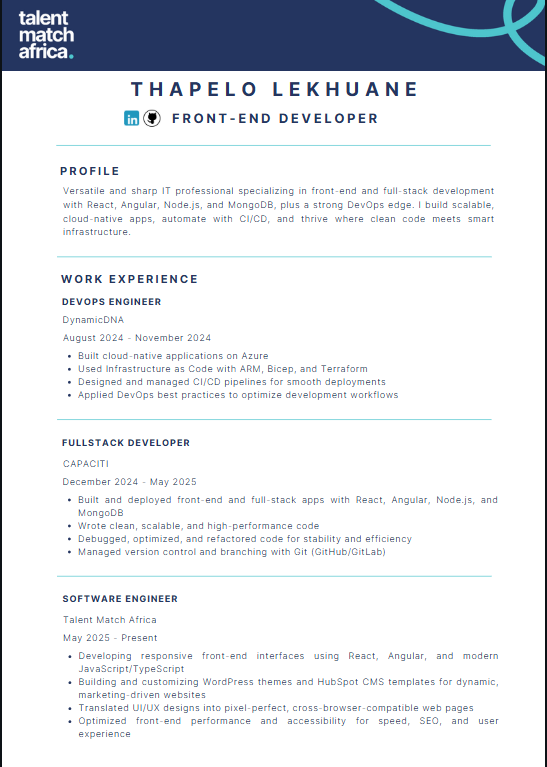 talent
match
africa.
THAPELO LEKHUANE
in
FRONT-END DEVELOPER
PROFILE
Versatile and sharp IT professional specializing in front-end and full-stack development
with React, Angular, Node.js, and MongoDB, plus a strong DevOps edge. I build scalable,
cloud-native apps, automate with CI/CD, and thrive where clean code meets smart
infrastructure.
WORK EXPERIENCE
DEVOPS ENGINEER
DynamicDNA
August 2024 - November 2024
• Built cloud-native applications on Azure
• Used Infrastructure as Code with ARM, Bicep, and Terraform
• Designed and managed CI/CD pipelines for smooth deployments
• Applied DevOps best practices to optimize development workflows
FULLSTACK DEVELOPER
CAPACITI
December 2024 - May 2025
• Built and deployed front-end and full-stack apps with React, Angular, Node.js, and
MongoDB
• Wrote clean, scalable, and high-performance code
• Debugged, optimized, and refactored code for stability and efficiency
• Managed version control and branching with Git (GitHub/GitLab)
SOFTWARE ENGINEER
Talent Match Africa
May 2025 - Present
• Developing responsive front-end interfaces using React, Angular, and modern
JavaScript/TypeScript
• Building and customizing WordPress themes and HubSpot CMS templates for dynamic,
marketing-driven websites
• Translated UI/UX designs into pixel-perfect, cross-browser-compatible web pages
• Optimized front-end performance and accessibility for speed, SEO, and user
experience